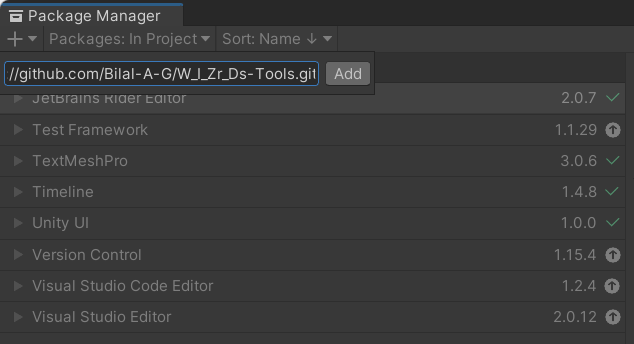 Package Manager
+ Packages: In Project Sort: Name ↓
//github.com/Bilal-A-G/W_I_Zr_Ds-Tools.git Add
JetBrains Rider Editor 2.0.7
Test Framework 1.1.29
TextMeshPro 3.0.6
Timeline 1.4.8
Unity UI 1.0.0
Version Control 1.15.4
Visual Studio Code Editor 1.2.4
Visual Studio Editor 2.0.12